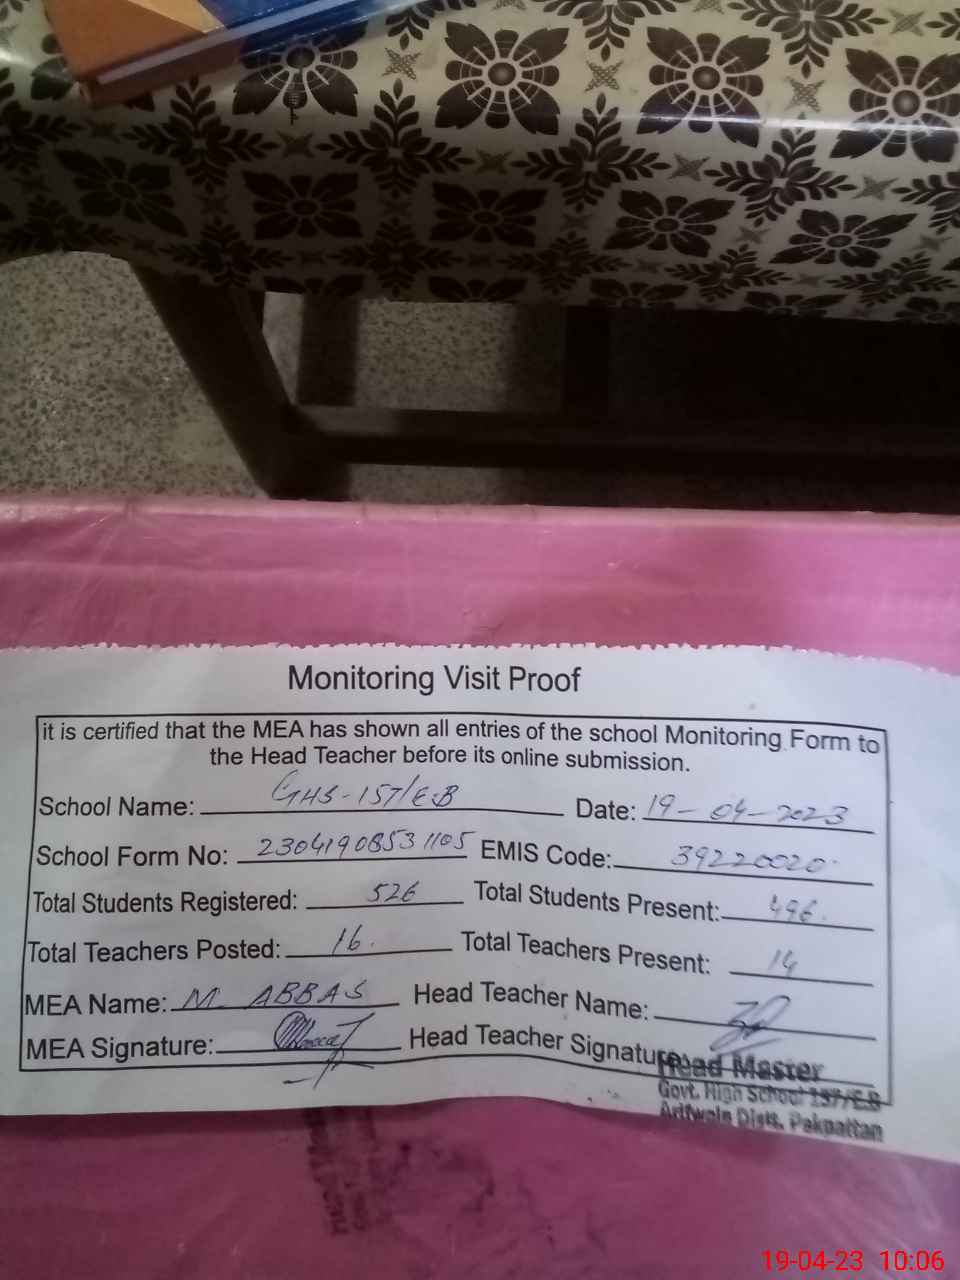 Monitoring Visit Proof
it is certified that the MEA has shown all entries of the school Monitoring Form to
the Head Teacher before its online submission.
School Name: GHS-157/E.B Date: 19-04-2023
School Form No: 23041908531105 EMIS Code: 39220020
Total Students Registered: 526 Total Students Present: 496.
Total Teachers Posted: 16. Total Teachers Present: 14
MEA Name: M ABBAS Head Teacher Name:
MEA Signature: Head Teacher Signature:
Head Master
Govt. High School 157/E.B
Arifwala Distt. Pakpattan
19-04-23 10:06